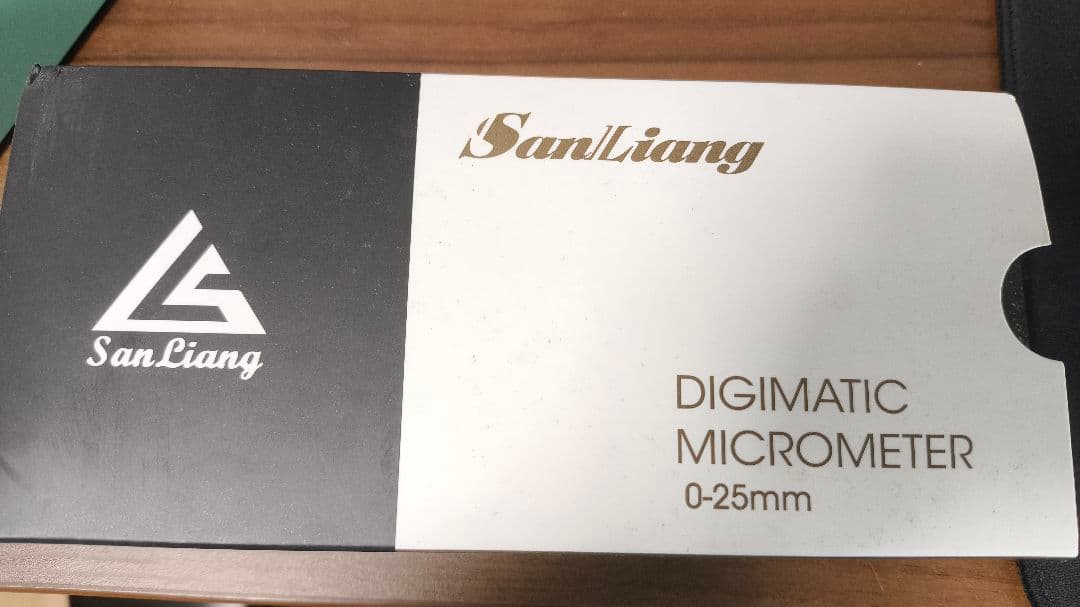 SanLiang
SanLiang
DIGIMATIC
MICROMETER
0-25mm